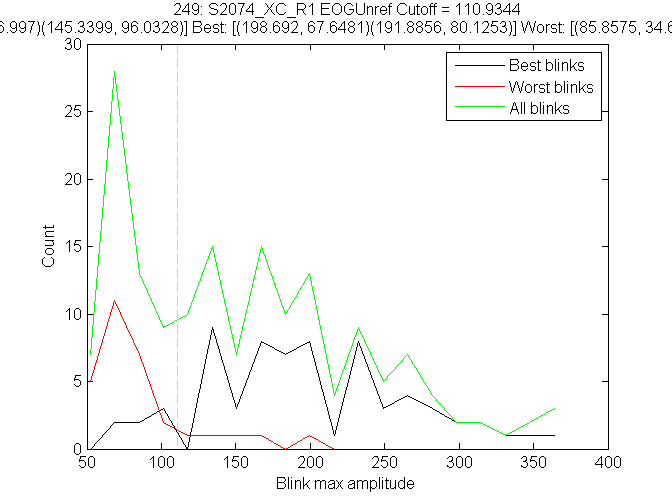 249: S2074_XC_R1 EOGUnref Cutoff = 110.9344
6.997)(145.3399, 96.0328)] Best: [(198.692, 67.6481)(191.8856, 80.1253)] Worst: [(85.8575, 34.6
30
25
20
15
10
5
0
Count
Best blinks
Worst blinks
All blinks
50 100 150 200 250 300 350 400
Blink max amplitude